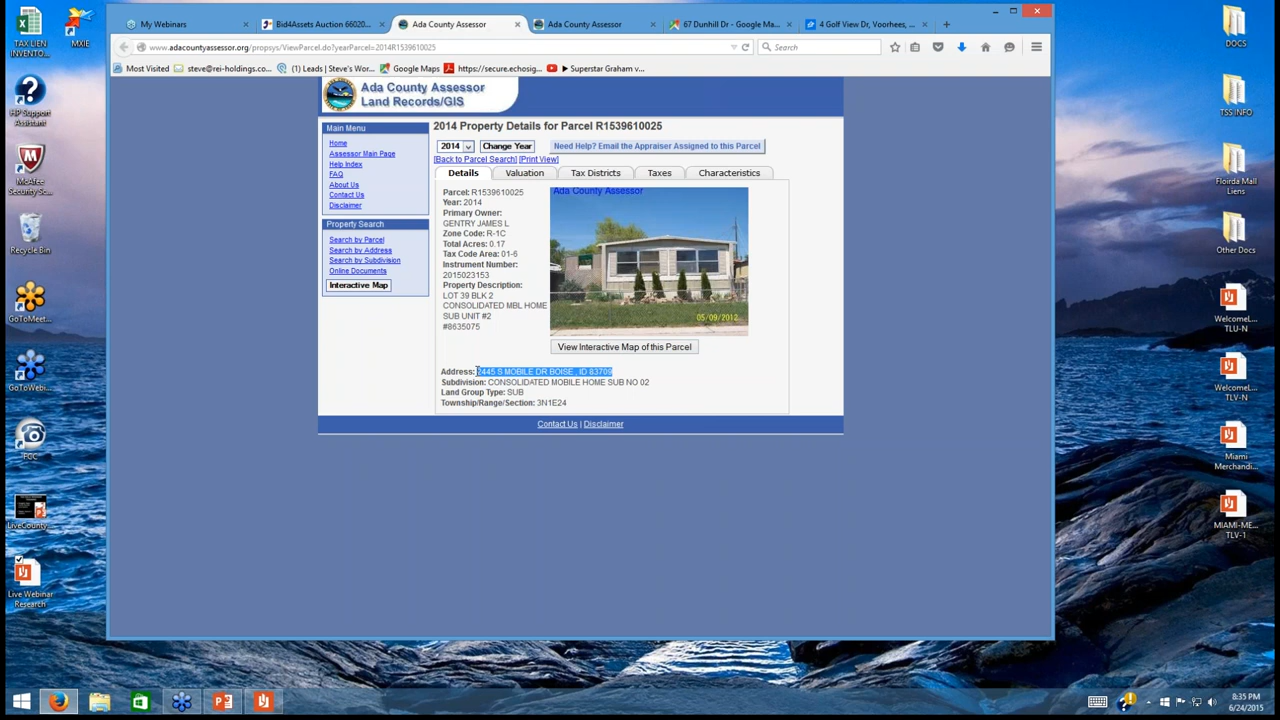 TAX LIEN
INVENTO...
MXIE
HP Support
Assistant
McAfee
Security Sc...
Recycle Bin
GoToMeet...
GoToWebi...
FCC
LiveCounty...
Live Webinar
Research
DOCS
TSS INFO
Floirda Mall
Liens
Other Docs
WelcomeL...
TLU-N
WelcomeL...
TLV-N
Miami
Merchandi...
MIAMI-ME...
TLV-1
My Webinars
Bid4Assets Auction 66020...
Ada County Assessor
Ada County Assessor
67 Dunhill Dr - Google Ma...
4 Golf View Dr, Voorhees, ...
www.adacountyassessor.org/propsys/ViewParcel.do?yearParcel=2014R1539610025
Search
Most Visited
steve@rei-holdings.co...
(1) Leads | Steve's Wor...
Google Maps
https://secure.echosig...
► Superstar Graham v...
Ada County Assessor
Land Records/GIS
Main Menu
Home
Assessor Main Page
Help Index
FAQ
About Us
Contact Us
Disclaimer
Property Search
Search by Parcel
Search by Address
Search by Subdivision
Online Documents
Interactive Map
2014 Property Details for Parcel R1539610025
2014
Change Year
Need Help? Email the Appraiser Assigned to this Parcel
[Back to Parcel Search] [Print View]
Details
Valuation
Tax Districts
Taxes
Characteristics
Parcel: R1539610025
Year: 2014
Primary Owner:
GENTRY JAMES L
Zone Code: R-1C
Total Acres: 0.17
Tax Code Area: 01-6
Instrument Number:
2015023153
Property Description:
LOT 39 BLK 2
CONSOLIDATED MBL HOME
SUB UNIT #2
#8635075
Ada County Assessor
05/09/2012
View Interactive Map of this Parcel
Address: 2445 S MOBILE DR BOISE , ID 83709
Subdivision: CONSOLIDATED MOBILE HOME SUB NO 02
Land Group Type: SUB
Township/Range/Section: 3N1E24
Contact Us | Disclaimer
8:35 PM
6/24/2015